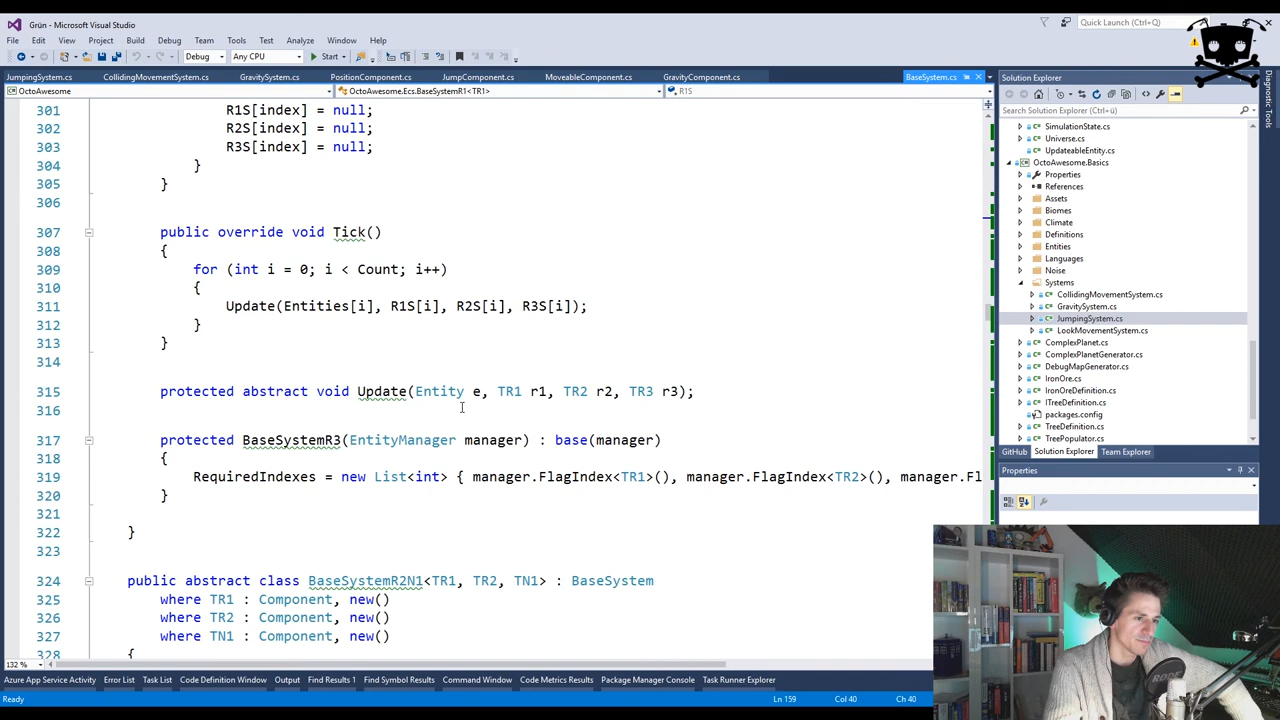 Grün - Microsoft Visual Studio
Quick Launch (Ctrl+Q)
File Edit View Project Build Debug Team Tools Test Analyze Window Help
Debug Any CPU Start
JumpingSystem.cs CollidingMovementSystem.cs GravitySystem.cs PositionComponent.cs JumpComponent.cs MoveableComponent.cs GravityComponent.cs BaseSystem.cs
OctoAwesome OctoAwesome.Ecs.BaseSystemR1<TR1> R1S
301 R1S[index] = null;
302 R2S[index] = null;
303 R3S[index] = null;
304 }
305 }
306
307 public override void Tick()
308 {
309 for (int i = 0; i < Count; i++)
310 {
311 Update(Entities[i], R1S[i], R2S[i], R3S[i]);
312 }
313 }
314
315 protected abstract void Update(Entity e, TR1 r1, TR2 r2, TR3 r3);
316
317 protected BaseSystemR3(EntityManager manager) : base(manager)
318 {
319 RequiredIndexes = new List<int> { manager.FlagIndex<TR1>(), manager.FlagIndex<TR2>(), manager.Fl
320 }
321
322 }
323
324 public abstract class BaseSystemR2N1<TR1, TR2, TN1> : BaseSystem
325 where TR1 : Component, new()
326 where TR2 : Component, new()
327 where TN1 : Component, new()
328 {
132 %
Solution Explorer
Search Solution Explorer (Ctrl+ü)
SimulationState.cs
Universe.cs
UpdateableEntity.cs
OctoAwesome.Basics
Properties
References
Assets
Biomes
Climate
Definitions
Entities
Languages
Noise
Systems
CollidingMovementSystem.cs
GravitySystem.cs
JumpingSystem.cs
LookMovementSystem.cs
ComplexPlanet.cs
ComplexPlanetGenerator.cs
DebugMapGenerator.cs
IronOre.cs
IronOreDefinition.cs
ITreeDefinition.cs
packages.config
TreeDefinition.cs
TreePopulator.cs
GitHub Solution Explorer Team Explorer
Properties
Diagnostic Tools
Azure App Service Activity Error List Task List Code Definition Window Output Find Results 1 Find Symbol Results Command Window Code Metrics Results Package Manager Console Task Runner Explorer
Ready Ln 159 Col 40 Ch 40
RODE